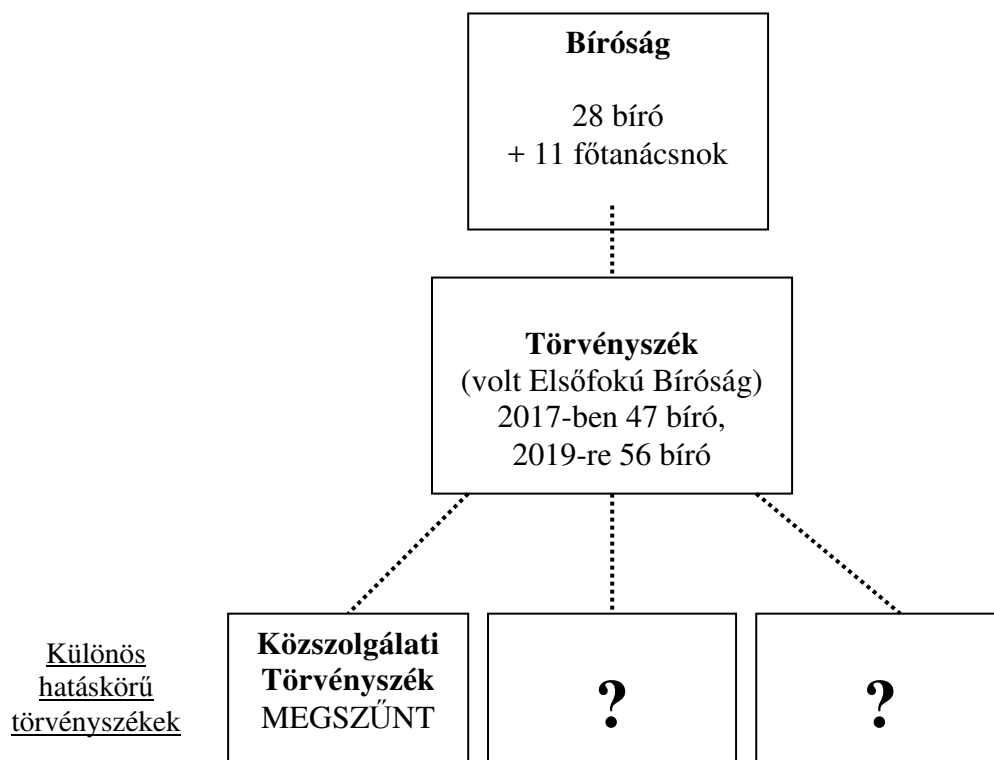 Bíróság
28 bíró
+ 11 főtanácsnok
Törvényszék
(volt Elsőfokú Bíróság)
2017-ben 47 bíró,
2019-re 56 bíró
Különös
hatáskörű
törvényszékek
Közszolgálati
Törvényszék
MEGSZŰNT
?
?